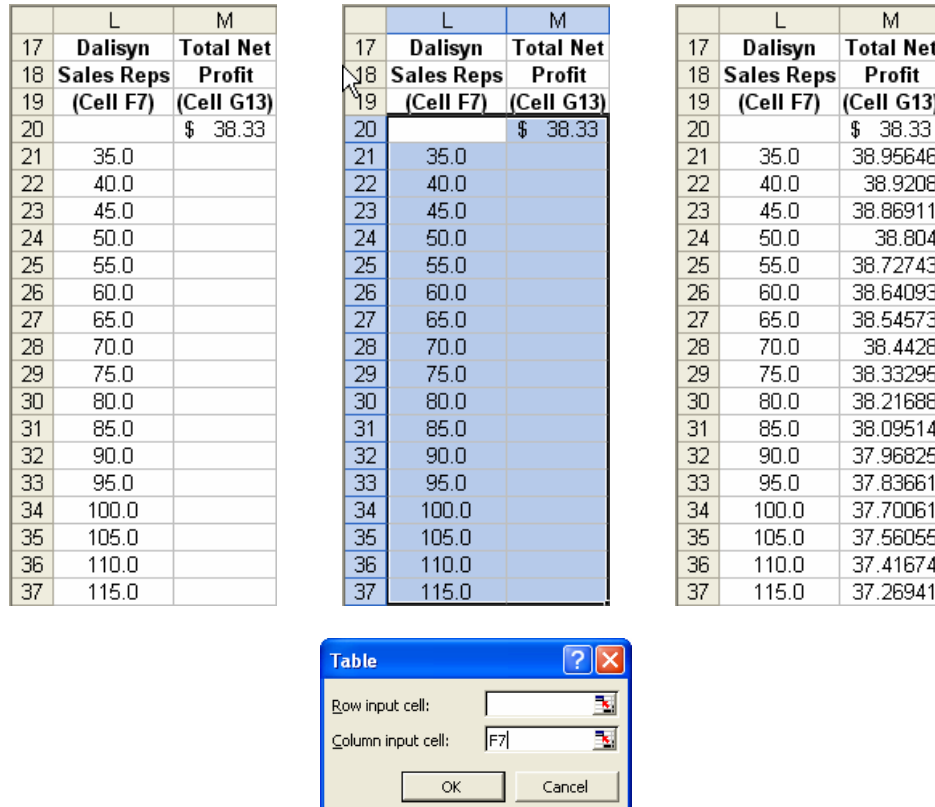 L M
17 Dalisyn Total Net
18 Sales Reps Profit
19 (Cell F7) (Cell G13)
20 $ 38.33
21 35.0
22 40.0
23 45.0
24 50.0
25 55.0
26 60.0
27 65.0
28 70.0
29 75.0
30 80.0
31 85.0
32 90.0
33 95.0
34 100.0
35 105.0
36 110.0
37 115.0
L M
17 Dalisyn Total Net
18 Sales Reps Profit
19 (Cell F7) (Cell G13)
20 $ 38.33
21 35.0
22 40.0
23 45.0
24 50.0
25 55.0
26 60.0
27 65.0
28 70.0
29 75.0
30 80.0
31 85.0
32 90.0
33 95.0
34 100.0
35 105.0
36 110.0
37 115.0
L M
17 Dalisyn Total Net
18 Sales Reps Profit
19 (Cell F7) (Cell G13)
20 $ 38.33
21 35.0 38.95646
22 40.0 38.9208
23 45.0 38.86911
24 50.0 38.804
25 55.0 38.72743
26 60.0 38.64093
27 65.0 38.54573
28 70.0 38.4428
29 75.0 38.33295
30 80.0 38.21688
31 85.0 38.09514
32 90.0 37.96825
33 95.0 37.83661
34 100.0 37.70061
35 105.0 37.56055
36 110.0 37.41674
37 115.0 37.26941
Table
Row input cell:
Column input cell: F7
OK Cancel